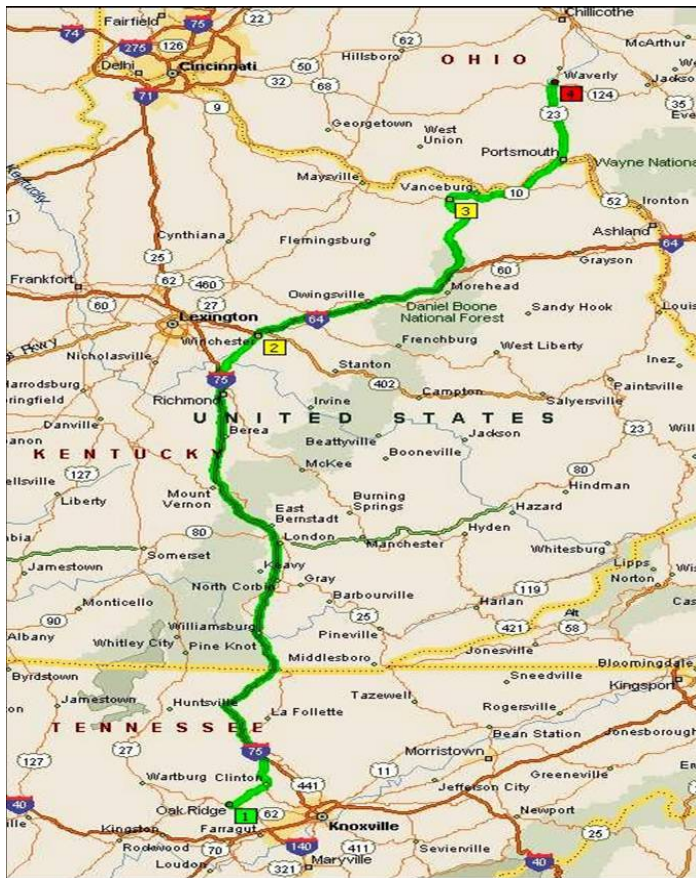 Fairfield
75
22
Chillicothe
74
275
126
62
McArthur
Delhi
Cincinnati
Hillsboro
OHIO
50
32
68
Waverly
Jackso
71
4
124
35
9
23
Georgetown
West
Union
Portsmouth
Wayne National
Maysville
Vanceburg
10
52
Ironton
Kentucky
3
Ashland
Cynthiana
Flemingsburg
64
25
Grayson
60
62
460
Frankfort
Morehead
27
Owingsville
60
Lexington
64
Daniel Boone
National Forest
Sandy Hook
Louis
Winchester
2
Frenchburg
West Liberty
Pkwy
Nicholasville
Stanton
Inez
75
402
Paintsville
Harrodsburg
Campton
Salyersville
Richmond
Irvine
UNITED STATES
Danville
Berea
Beattyville
Jackson
23
KENTUCKY
Booneville
McKee
127
80
Hindman
Mount
Vernon
Burning
Springs
Liberty
East
Bernstadt
Hazard
80
London
Manchester
Hyden
Somerset
Whitesburg
Jamestown
Keavy
Gray
Lipps
Norton
North Corbin
119
Monticello
Barbourville
Harlan
90
25
Alt
58
Williamsburg
421
Albany
Whitley City
Pineville
Pine Knot
Jonesville
Middlesboro
Bloomingdale
Byrdstown
Sneedville
Kingsport
Jamestown
Huntsville
Tazewell
Rogersville
La Follette
TENNESSEE
Bean Station
Jonesborough
27
75
Morristown
127
11
Wartburg
Clinton
441
Greeneville
Jefferson City
40
Oak Ridge
1
62
Newport
Kingston
Farragut
Knoxville
25
Rockwood
70
140
411
Sevierville
40
Loudon
321
Maryville